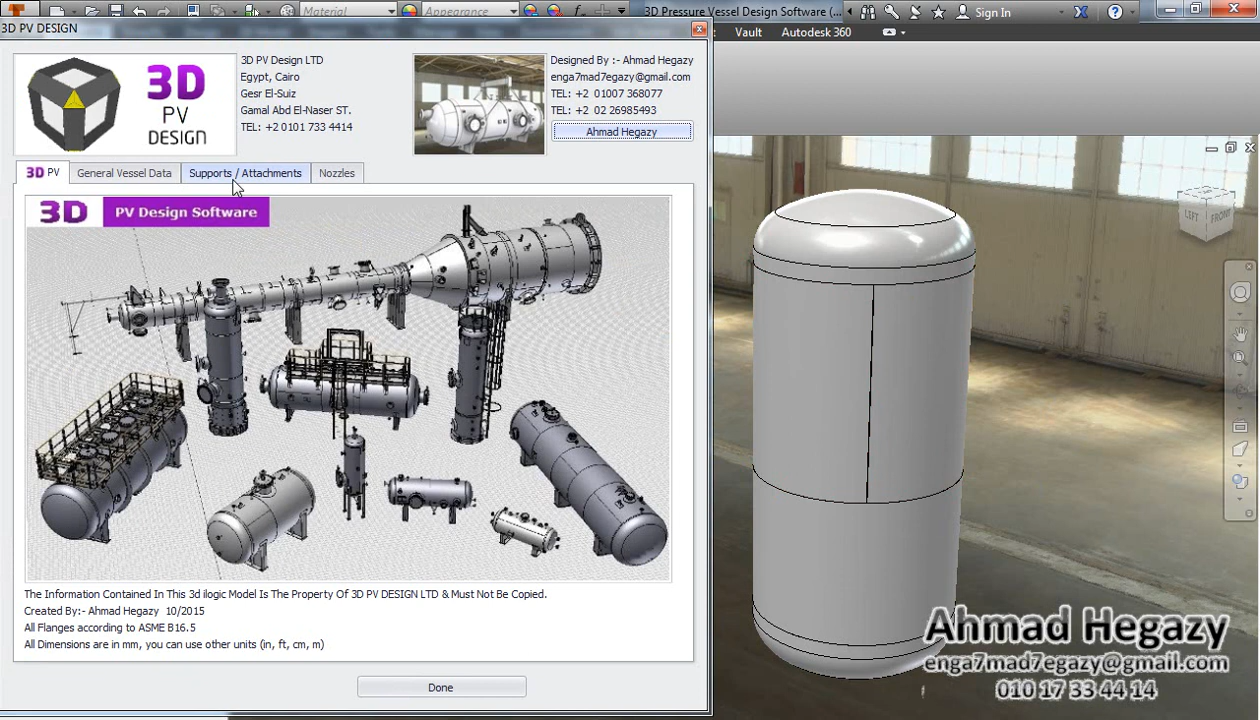 Material
Appearance
3D Pressure Vessel Design Software (...
Sign In
3D PV DESIGN
Vault
Autodesk 360
3D
PV
DESIGN
3D PV Design LTD
Egypt, Cairo
Gesr El-Suiz
Gamal Abd El-Naser ST.
TEL: +2 0101 733 4414
Designed By :- Ahmad Hegazy
enga7mad7egazy@gmail.com
TEL: +2 01007 368077
TEL: +2 02 26985493
Ahmad Hegazy
3D PV
General Vessel Data
Supports / Attachments
Nozzles
3D PV Design Software
LEFT
FRONT
The Information Contained In This 3d ilogic Model Is The Property Of 3D PV DESIGN LTD & Must Not Be Copied.
Created By:- Ahmad Hegazy 10/2015
All Flanges according to ASME B16.5
All Dimensions are in mm, you can use other units (in, ft, cm, m)
Done
Ahmad Hegazy
enga7mad7egazy@gmail.com
010 17 33 44 14